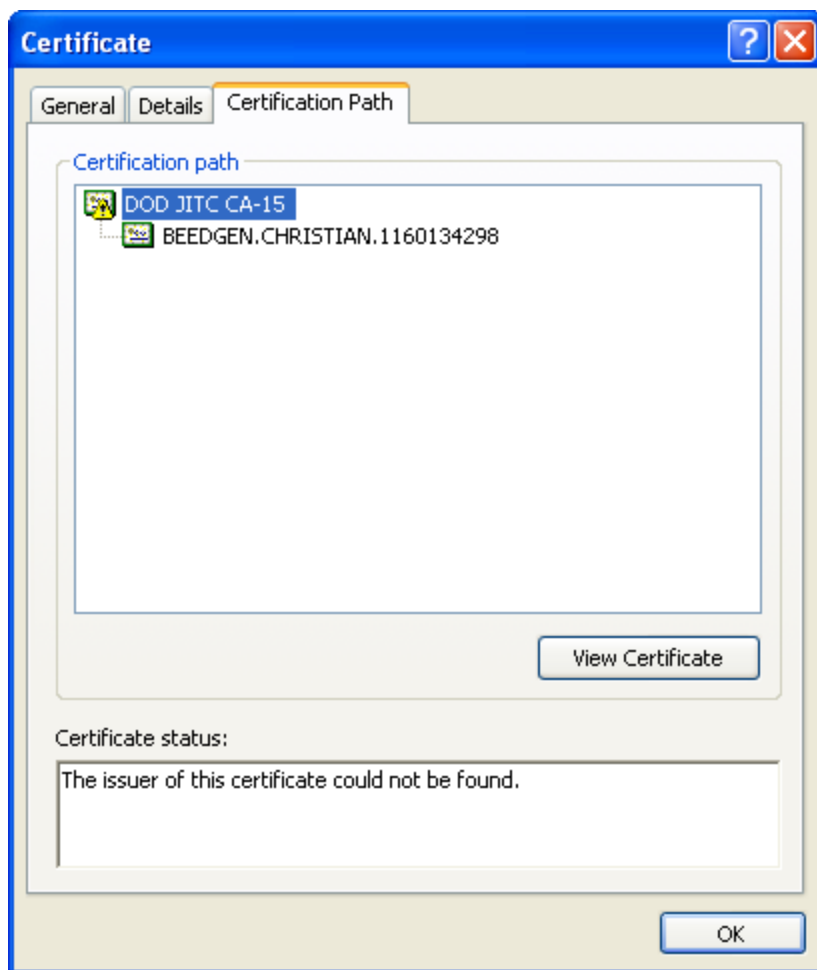 Certificate
General
Details
Certification Path
Certification path
DOD JITC CA-15
BEEDGEN.CHRISTIAN.1160134298
View Certificate
Certificate status:
The issuer of this certificate could not be found.
OK